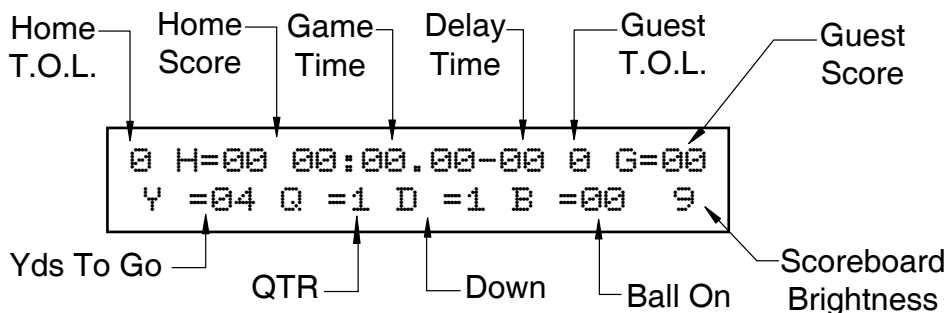 Home
T.O.L.
Home
Score
Game
Time
Delay
Time
Guest
T.O.L.
Guest
Score
0 H=00 00:00.00-00 0 G=00
Y =04 Q =1 D =1 B =00 9
Yds To Go
QTR
Down
Ball On
Scoreboard
Brightness